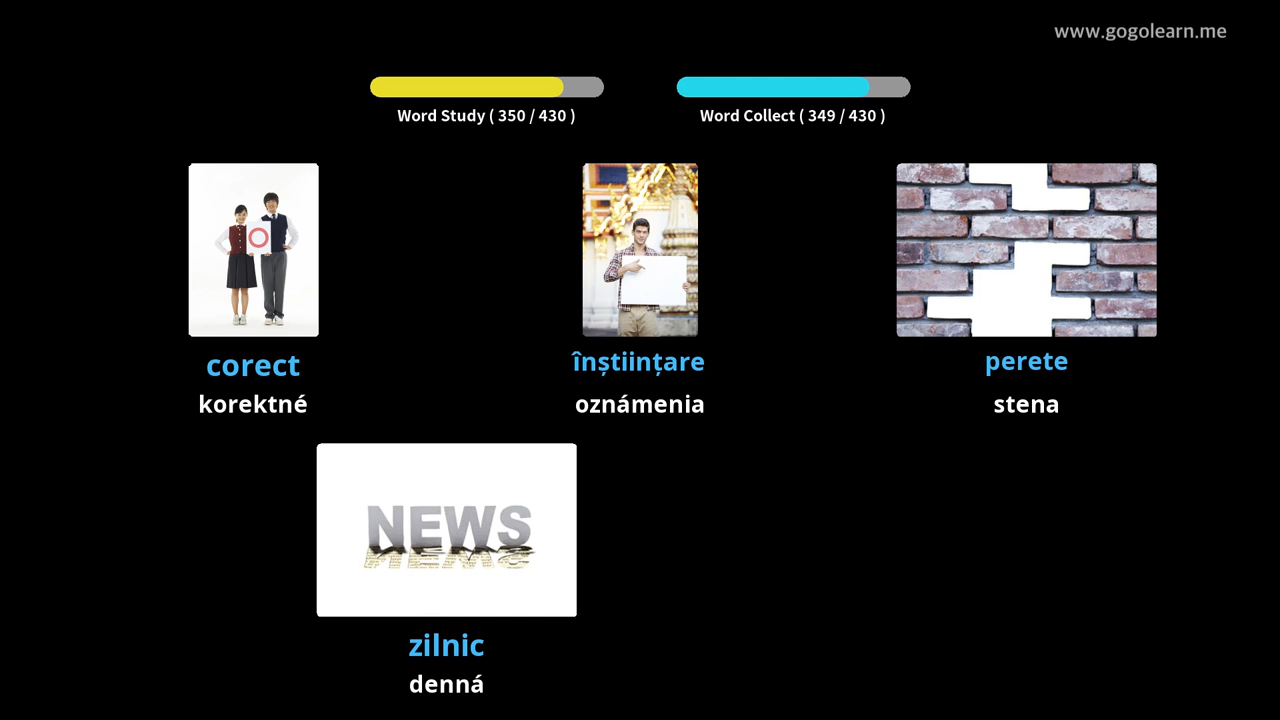 www.gogolearn.me
Word Study ( 350 / 430 )
Word Collect ( 349 / 430 )
corect
korektné
înștiințare
oznámenia
perete
stena
NEWS
zilnic
denná